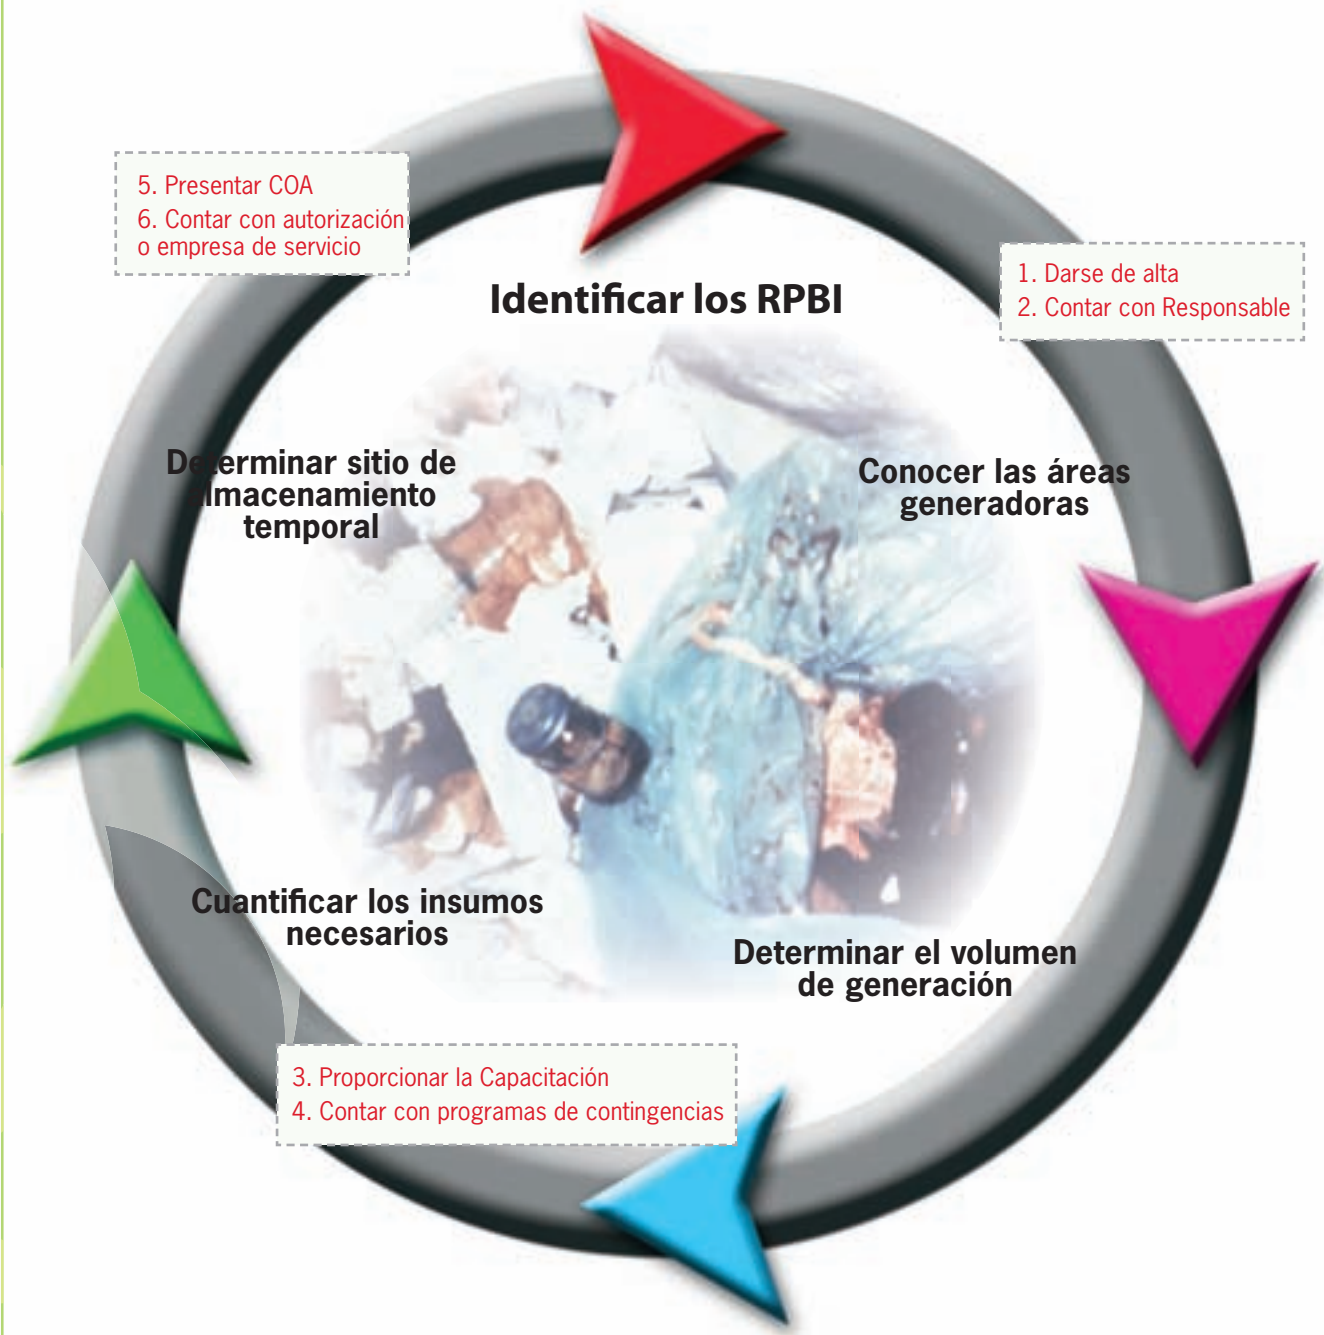 5. Presentar COA
6. Contar con autorización
o empresa de servicio
1. Darse de alta
2. Contar con Responsable
Identificar los RPBI
Determinar sitio de
almacenamiento
temporal
Conocer las áreas
generadoras
Cuantificar los insumos
necesarios
Determinar el volumen
de generación
3. Proporcionar la Capacitación
4. Contar con programas de contingencias